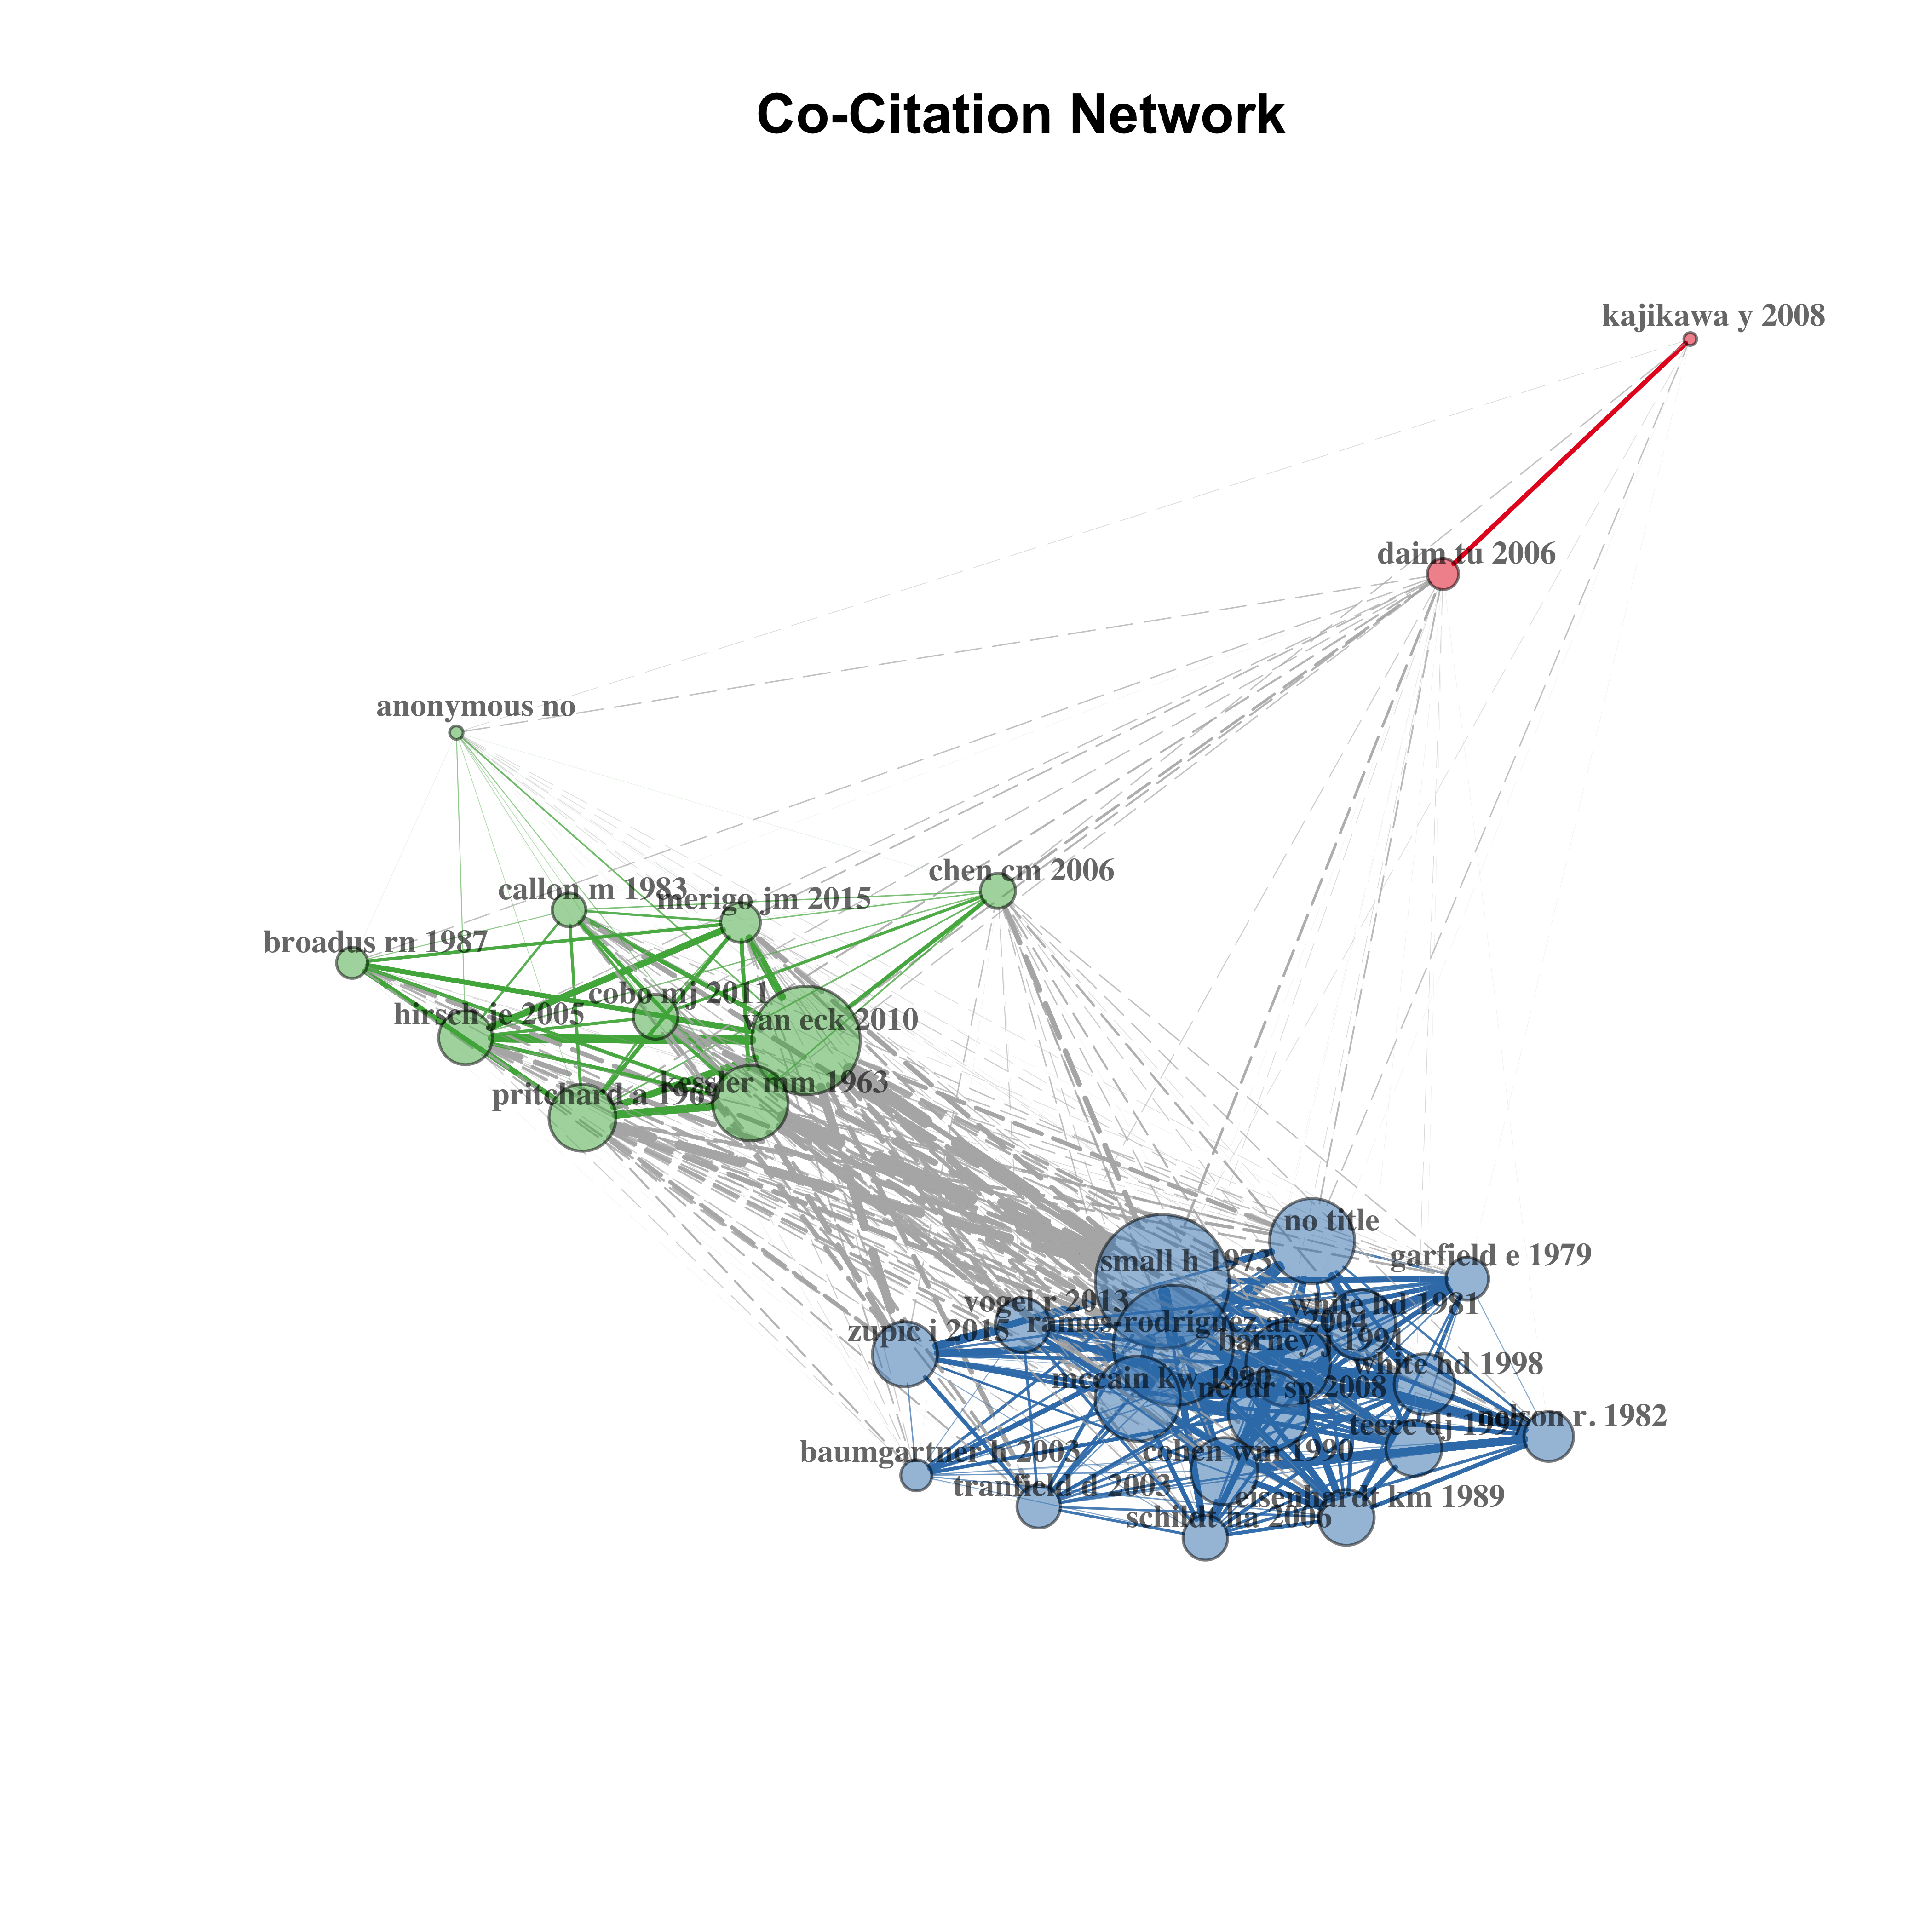 Co-Citation Network
kajikawa y 2008
daim tu 2006
anonymous no
chen cm 2006
callon m 1983
merigo jm 2015
broadus rn 1987
cobo mj 2011
hirsch je 2005
van eck 2010
kessler mm 1963
pritchard a 1969
no title
garfield e 1979
small h 1973
vogel r 2013
white hd 1981
ramos-rodriguez ar 2004
zupic i 2015
barney j 1991
white hd 1998
mccain kw 1990
nerur sp 2008
teece dj 1997
nelson r. 1982
baumgartner h 2003
cohen wm 1990
tranfield d 2003
eisenhardt km 1989
schildt ha 2006